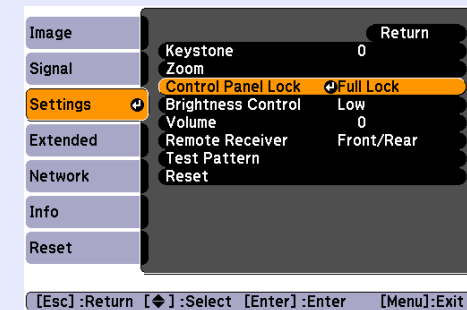 Image
Signal
Settings
Extended
Network
Info
Reset
Return
Keystone 0
Zoom
Control Panel Lock Full Lock
Brightness Control Low
Volume 0
Remote Receiver Front/Rear
Test Pattern
Reset
[Esc] :Return [◆] :Select [Enter] :Enter [Menu]:Exit